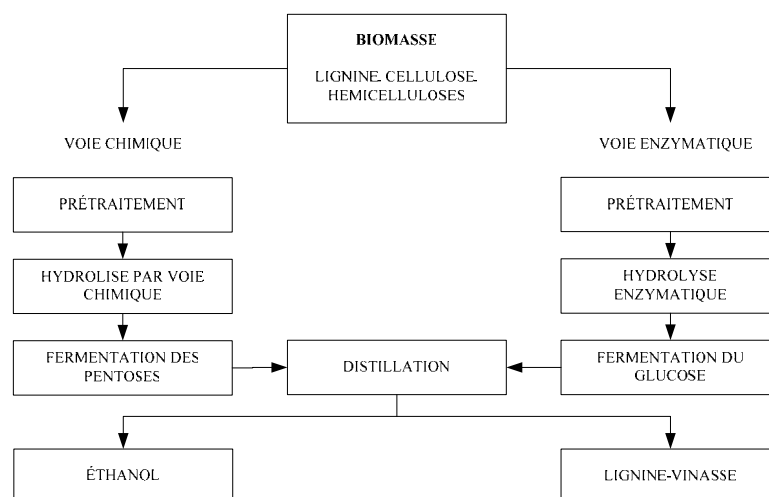 BIOMASSE
LIGNINE- CELLULOSE-
HEMICELLULOSES
VOIE CHIMIQUE
VOIE ENZYMATIQUE
PRÉTRAITEMENT
PRÉTRAITEMENT
HYDROLISE PAR VOIE
CHIMIQUE
HYDROLYSE
ENZYMATIQUE
FERMENTATION DES
PENTOSES
DISTILLATION
FERMENTATION DU
GLUCOSE
ÉTHANOL
LIGNINE-VINASSE